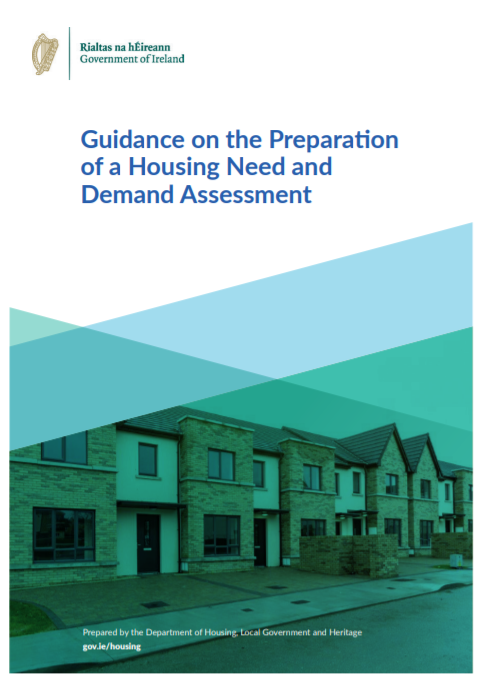 Rialtas na hÉireann
Government of Ireland
Guidance on the Preparation
of a Housing Need and
Demand Assessment
Prepared by the Department of Housing, Local Government and Heritage
gov.ie/housing